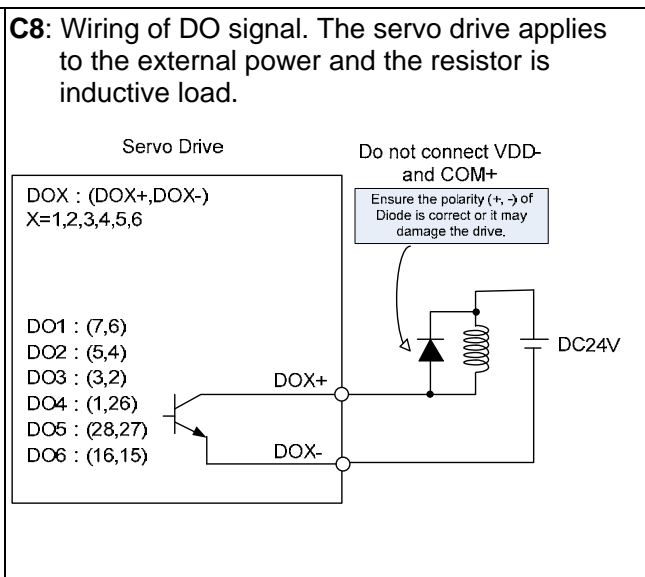 C8: Wiring of DO signal. The servo drive applies
to the external power and the resistor is
inductive load.
Servo Drive
Do not connect VDD-
and COM+
Ensure the polarity (+, -) of
Diode is correct or it may
damage the drive.
DOX : (DOX+,DOX-)
X=1,2,3,4,5,6
DO1 : (7,6)
DO2 : (5,4)
DO3 : (3,2)
DO4 : (1,26)
DO5 : (28,27)
DO6 : (16,15)
DOX+
DOX-
DC24V